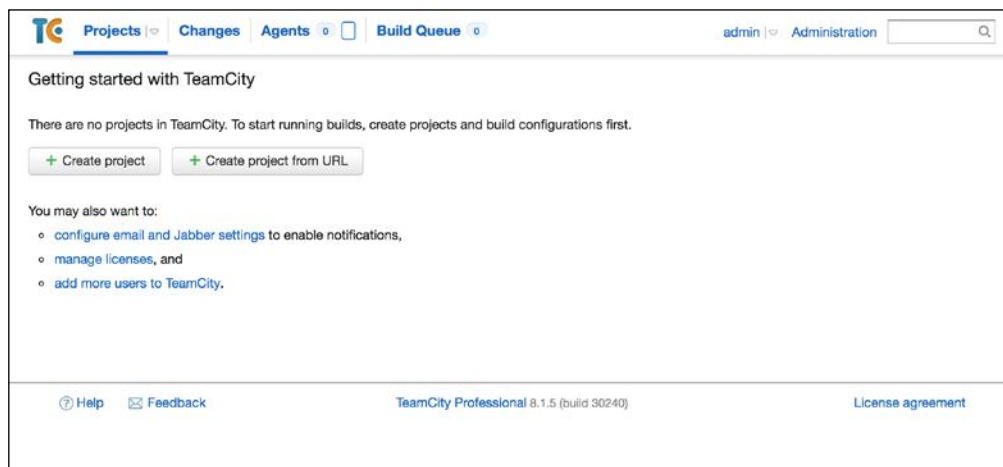 TC Projects Changes Agents 0 Build Queue 0 admin Administration
Getting started with TeamCity
There are no projects in TeamCity. To start running builds, create projects and build configurations first.
+ Create project + Create project from URL
You may also want to:
configure email and Jabber settings to enable notifications,
manage licenses, and
add more users to TeamCity.
? Help Feedback TeamCity Professional 8.1.5 (build 30240) License agreement